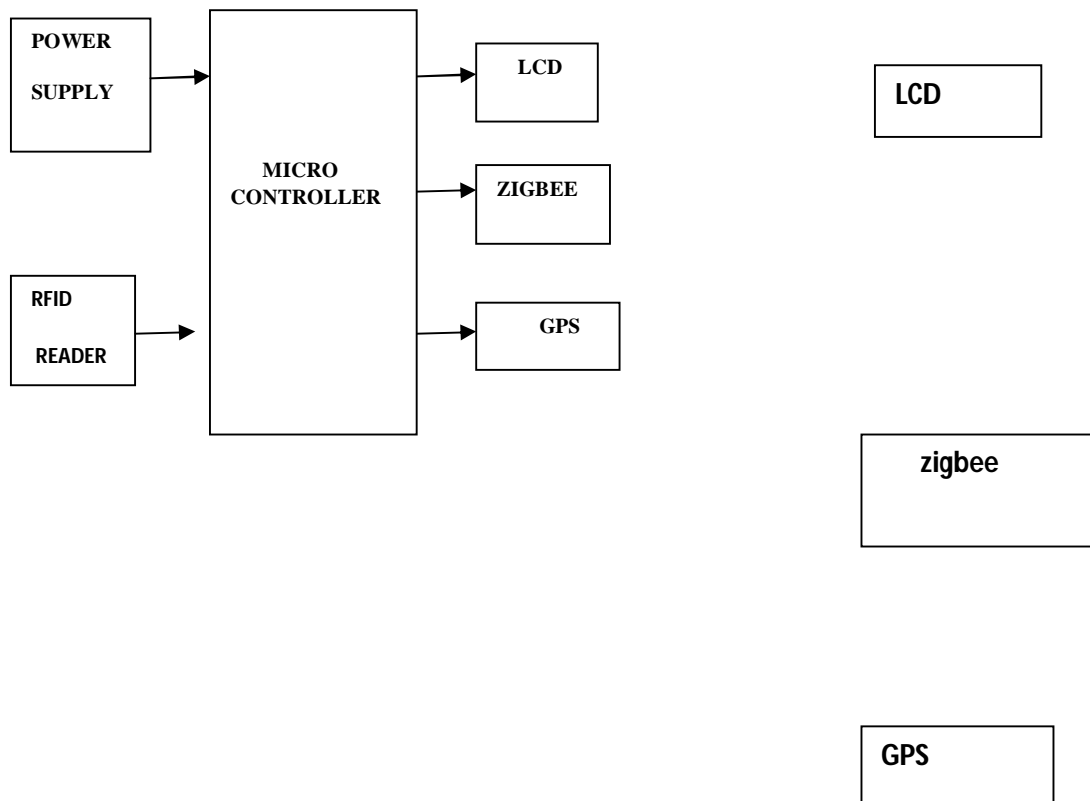 POWER
SUPPLY
MICRO
CONTROLLER
LCD
ZIGBEE
GPS
RFID
READER
LCD
zigbee
GPS